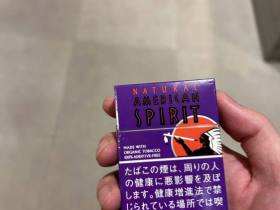 NATURAL
AMERICAN
SPIRIT
MADE WITH
ORGANIC TOBACCO
100% ADDITIVE-FREE
たばこの煙は、周りの人
の健康に悪影響を及ぼ
します。健康増進法で禁
じられている場所では喫